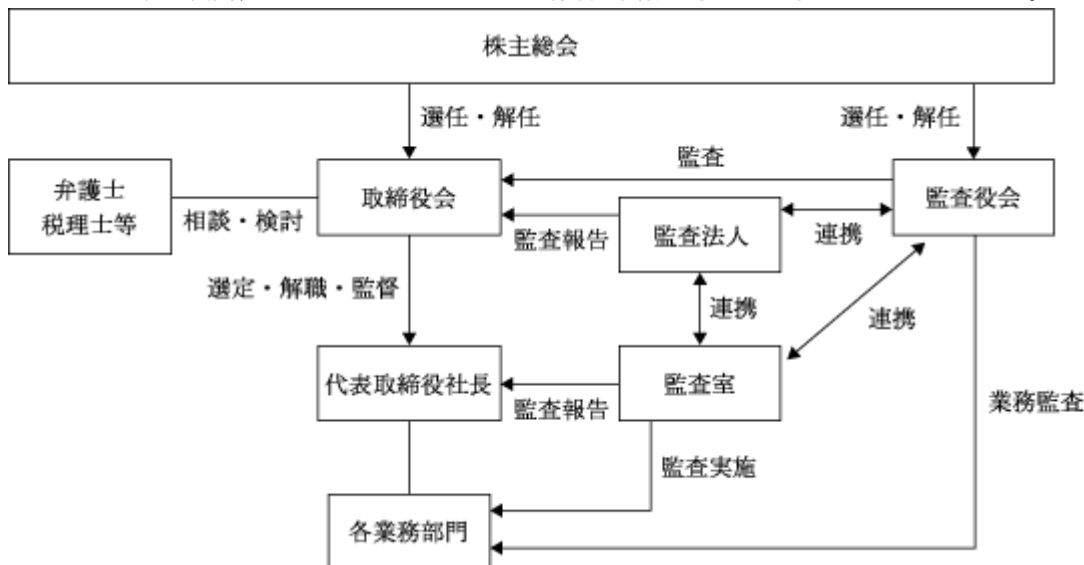 株主総会
選任・解任
選任・解任
監査
弁護士
税理士等
相談・検討
取締役会
監査報告
監査法人
連携
監査役会
選定・解職・監督
連携
連携
代表取締役社長
監査報告
監査室
業務監査
監査実施
各業務部門